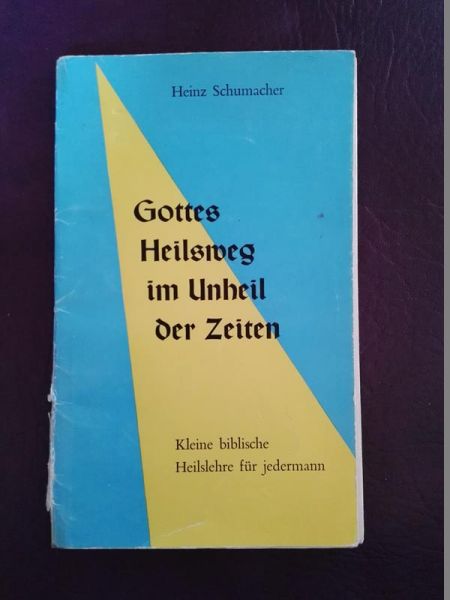 Heinz Schumacher
Gottes
Heilsweg
im Unheil
der Zeiten
Kleine biblische
Heilslehre für jedermann